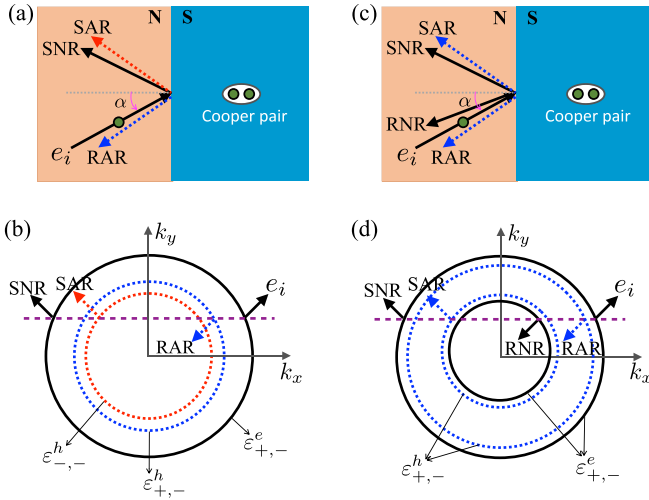 (a)
N S
SAR
SNR
α
Cooper pair
e_i
RAR
(c)
N S
SAR
SNR
α
RNR
Cooper pair
e_i
RAR
(b)
k_y
SNR
SAR
e_i
RAR
k_x
ε^h_{-,-}
ε^h_{+,-}
ε^e_{+,-}
(d)
k_y
SNR
SAR
e_i
RNR
RAR
k_x
ε^h_{+,-}
ε^e_{+,-}